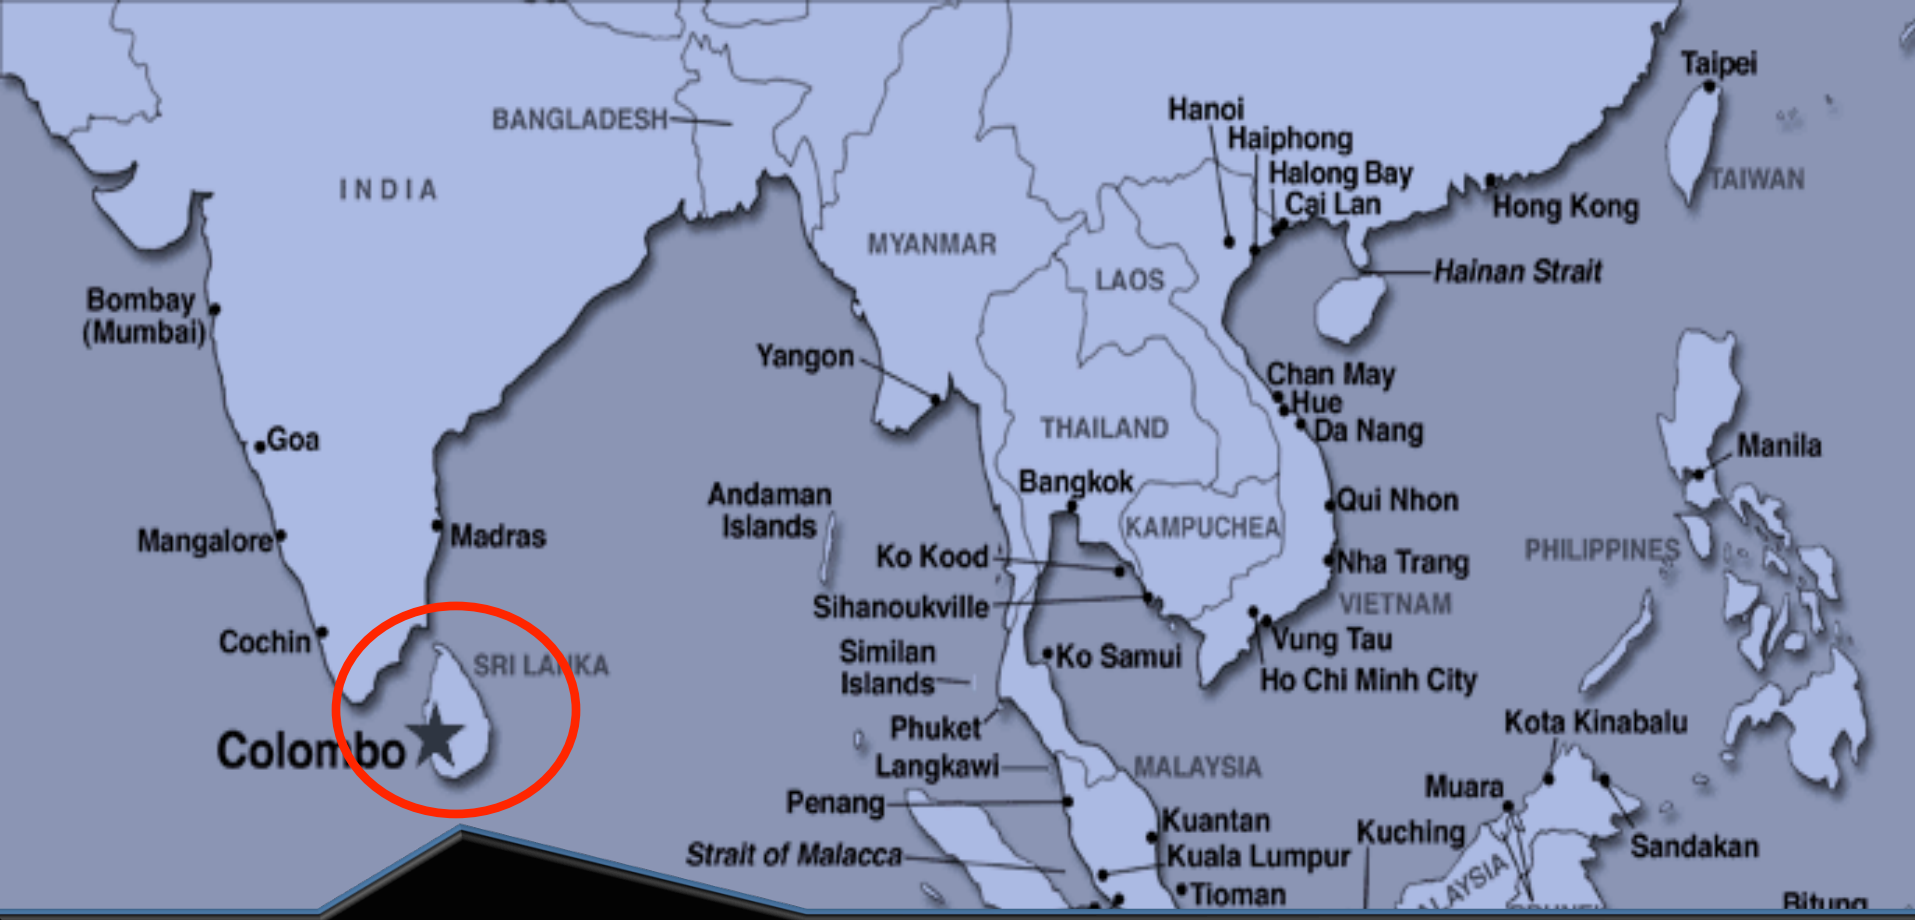 Taipei
Hanoi
BANGLADESH
Haiphong
Halong Bay
TAIWAN
INDIA
Cai Lan
Hong Kong
MYANMAR
Hainan Strait
LAOS
Bombay
(Mumbai)
Yangon
Chan May
Hue
THAILAND
Da Nang
Goa
Manila
Bangkok
Andaman
Islands
Qui Nhon
KAMPUCHEA
Mangalore
Madras
PHILIPPINES
Ko Kood
Nha Trang
Sihanoukville
VIETNAM
Cochin
Vung Tau
Similan
Islands
Ko Samui
SRI LANKA
Ho Chi Minh City
Phuket
Kota Kinabalu
Colombo
Langkawi
MALAYSIA
Muara
Penang
Kuantan
Kuching
Sandakan
Strait of Malacca
Kuala Lumpur
Tioman
ALAYSIA
Bitung